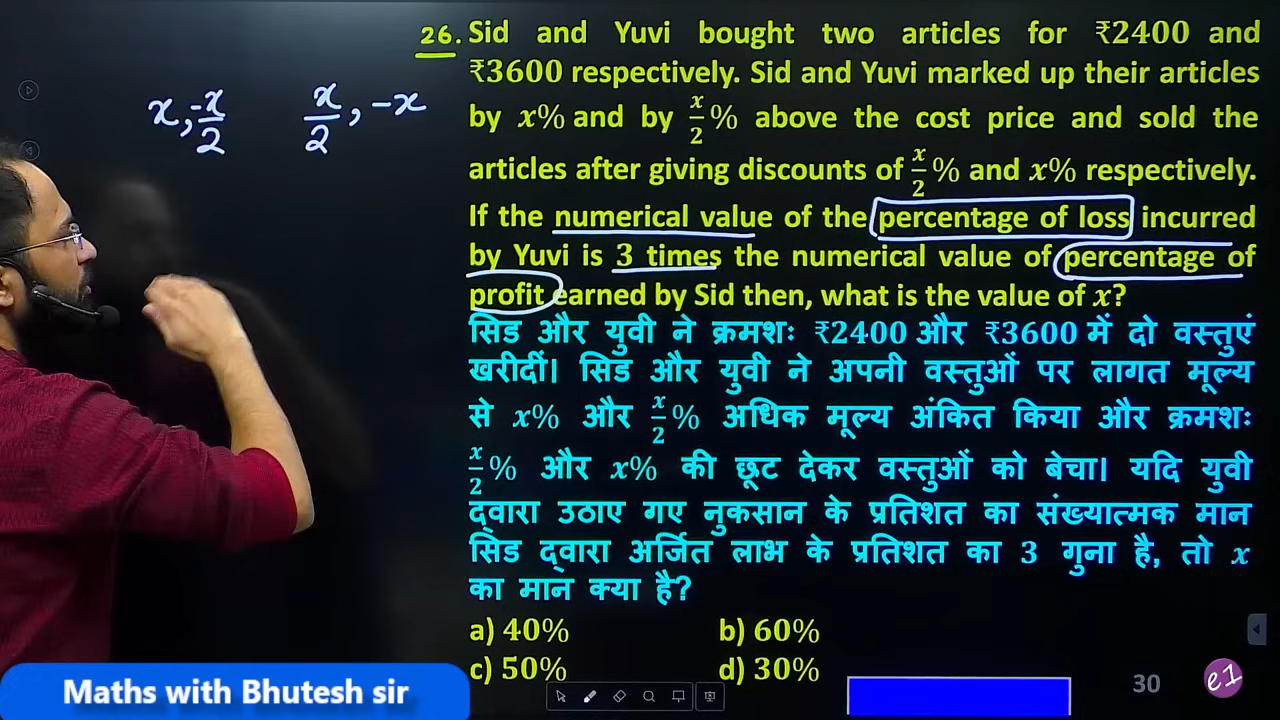 26. Sid and Yuvi bought two articles for ₹2400 and
₹3600 respectively. Sid and Yuvi marked up their articles
by x% and by x/2% above the cost price and sold the
articles after giving discounts of x/2% and x% respectively.
If the numerical value of the percentage of loss incurred
by Yuvi is 3 times the numerical value of percentage of
profit earned by Sid then, what is the value of x?
सिड और युवी ने क्रमशः ₹2400 और ₹3600 में दो वस्तुएं
खरीदीं। सिड और युवी ने अपनी वस्तुओं पर लागत मूल्य
से x% और x/2% अधिक मूल्य अंकित किया और क्रमशः
x/2% और x% की छूट देकर वस्तुओं को बेचा। यदि युवी
द्वारा उठाए गए नुकसान के प्रतिशत का संख्यात्मक मान
सिड द्वारा अर्जित लाभ के प्रतिशत का 3 गुना है, तो x
का मान क्या है?
a) 40% b) 60%
c) 50% d) 30%
x, -x/2 x/2, -x
Maths with Bhutesh sir
30 e1